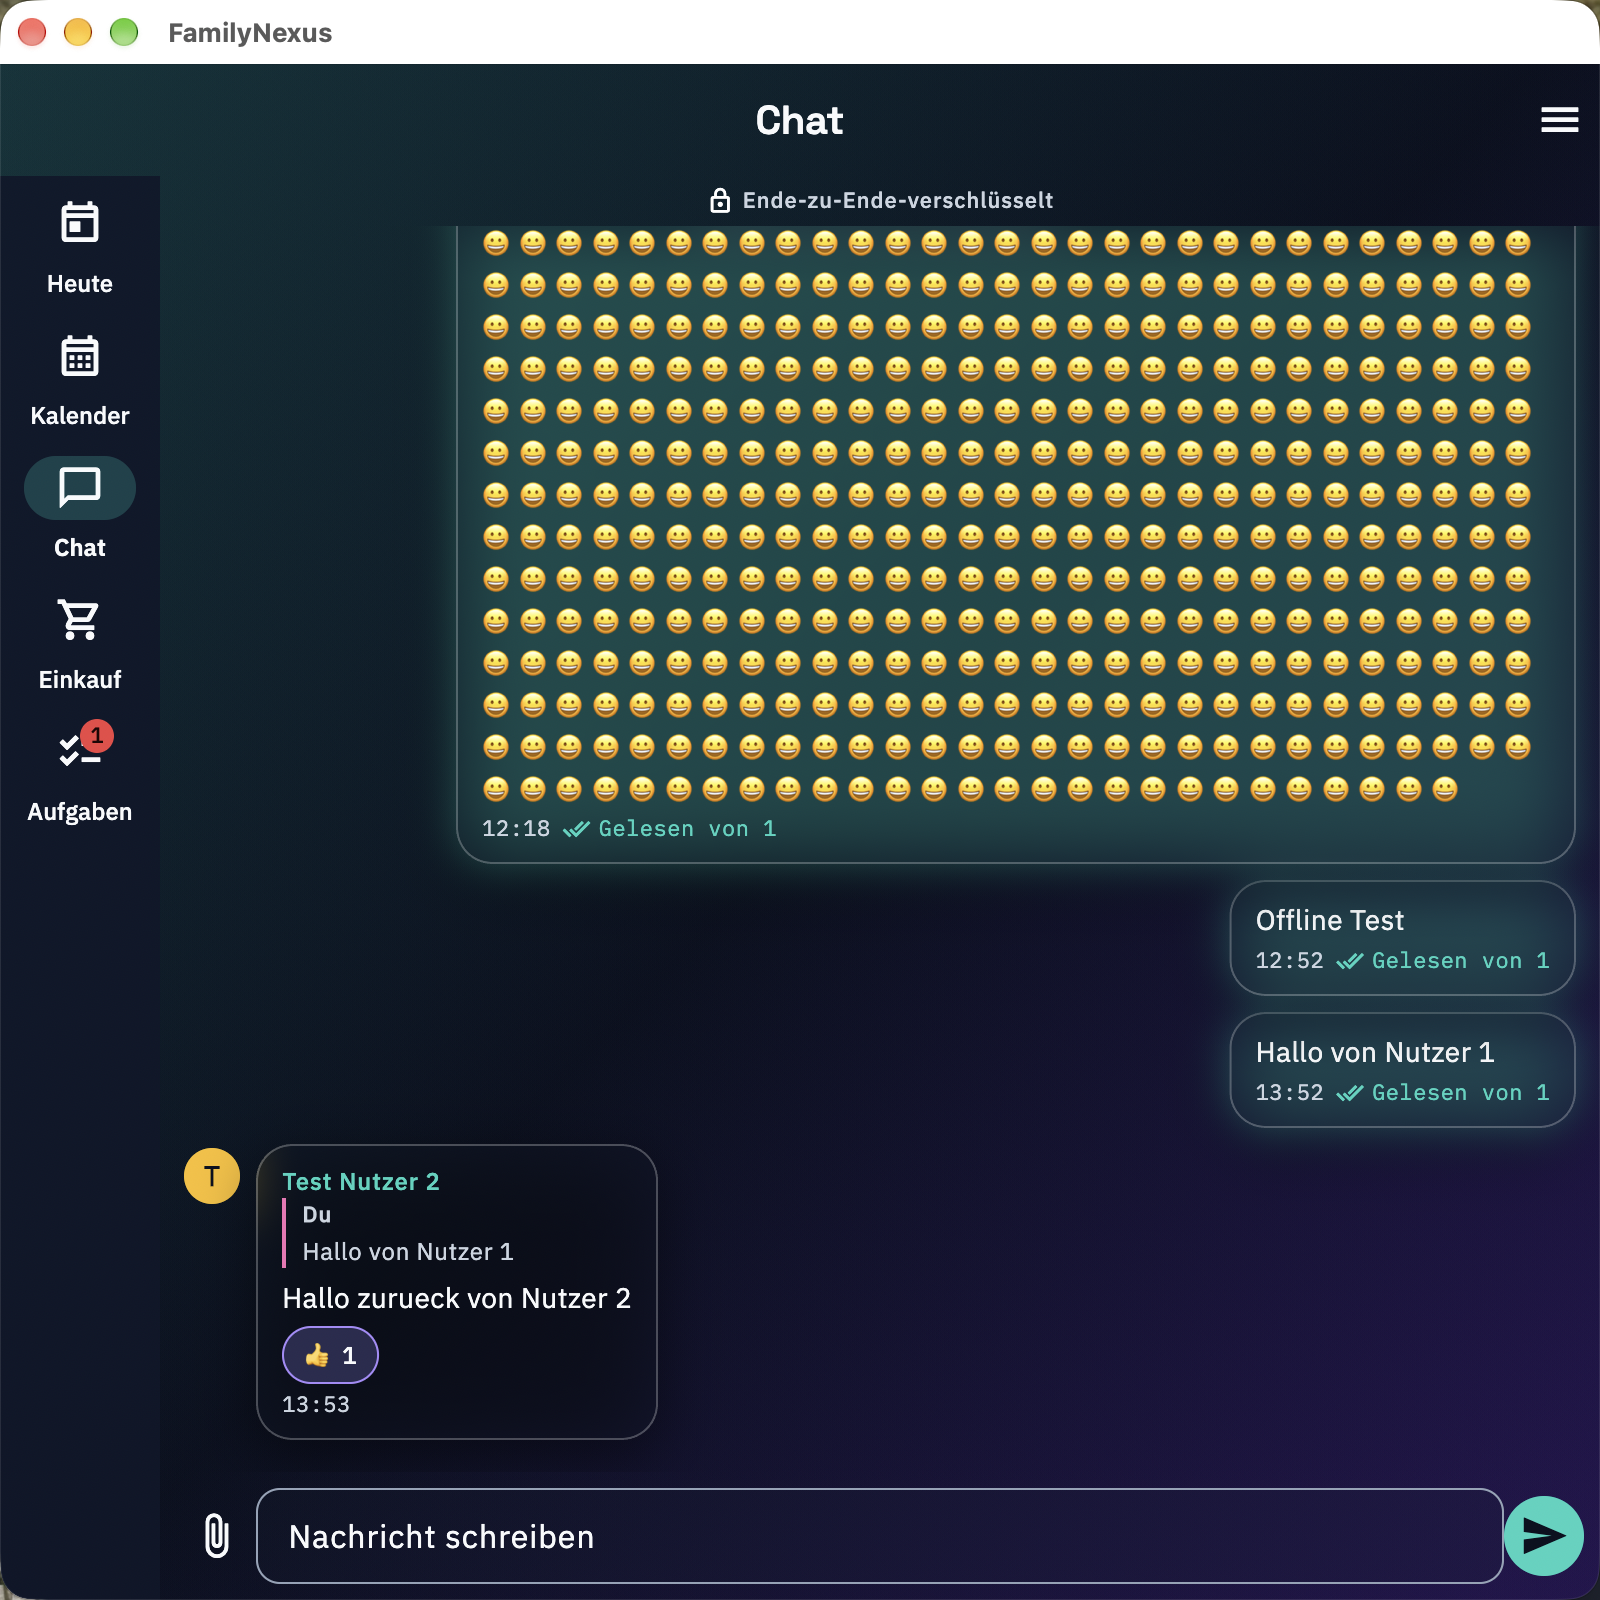 FamilyNexus
Chat
Ende-zu-Ende-verschlüsselt
Heute
Kalender
Chat
Einkauf
1
Aufgaben
😀😀😀😀😀😀😀😀😀😀😀😀😀😀😀😀😀😀😀😀😀😀😀😀😀😀😀😀😀
😀😀😀😀😀😀😀😀😀😀😀😀😀😀😀😀😀😀😀😀😀😀😀😀😀😀😀😀😀
😀😀😀😀😀😀😀😀😀😀😀😀😀😀😀😀😀😀😀😀😀😀😀😀😀😀😀😀😀
😀😀😀😀😀😀😀😀😀😀😀😀😀😀😀😀😀😀😀😀😀😀😀😀😀😀😀😀😀
😀😀😀😀😀😀😀😀😀😀😀😀😀😀😀😀😀😀😀😀😀😀😀😀😀😀😀😀😀
😀😀😀😀😀😀😀😀😀😀😀😀😀😀😀😀😀😀😀😀😀😀😀😀😀😀😀😀😀
😀😀😀😀😀😀😀😀😀😀😀😀😀😀😀😀😀😀😀😀😀😀😀😀😀😀😀😀😀
😀😀😀😀😀😀😀😀😀😀😀😀😀😀😀😀😀😀😀😀😀😀😀😀😀😀😀😀😀
😀😀😀😀😀😀😀😀😀😀😀😀😀😀😀😀😀😀😀😀😀😀😀😀😀😀😀😀😀
😀😀😀😀😀😀😀😀😀😀😀😀😀😀😀😀😀😀😀😀😀😀😀😀😀😀😀😀😀
😀😀😀😀😀😀😀😀😀😀😀😀😀😀😀😀😀😀😀😀😀😀😀😀😀😀😀😀😀
😀😀😀😀😀😀😀😀😀😀😀😀😀😀😀😀😀😀😀😀😀😀😀😀😀😀😀😀😀
😀😀😀😀😀😀😀😀😀😀😀😀😀😀😀😀😀😀😀😀😀😀😀😀😀😀😀😀😀
😀😀😀😀😀😀😀😀😀😀😀😀😀😀😀😀😀😀😀😀😀😀😀😀😀😀😀
12:18 Gelesen von 1
Offline Test
12:52 Gelesen von 1
Hallo von Nutzer 1
13:52 Gelesen von 1
T
Test Nutzer 2
Du
Hallo von Nutzer 1
Hallo zurueck von Nutzer 2
👍 1
13:53
Nachricht schreiben